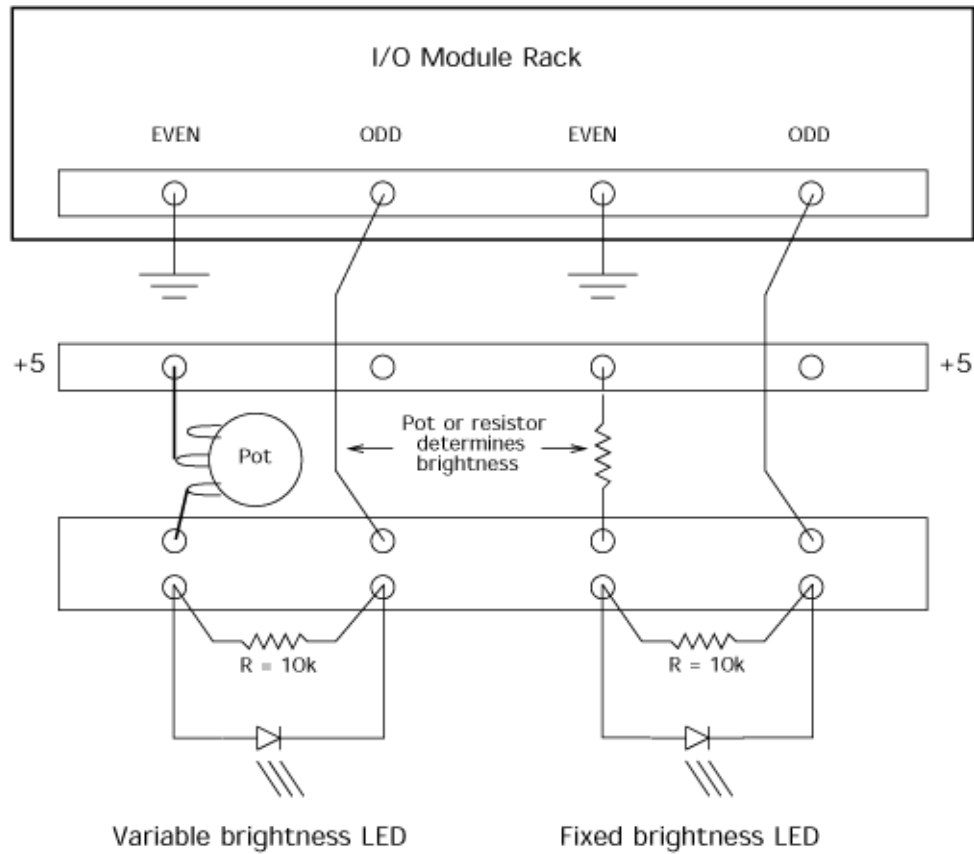 I/O Module Rack
EVEN ODD EVEN ODD
+5 +5
Pot
Pot or resistor
determines
brightness
R = 10k R = 10k
Variable brightness LED Fixed brightness LED